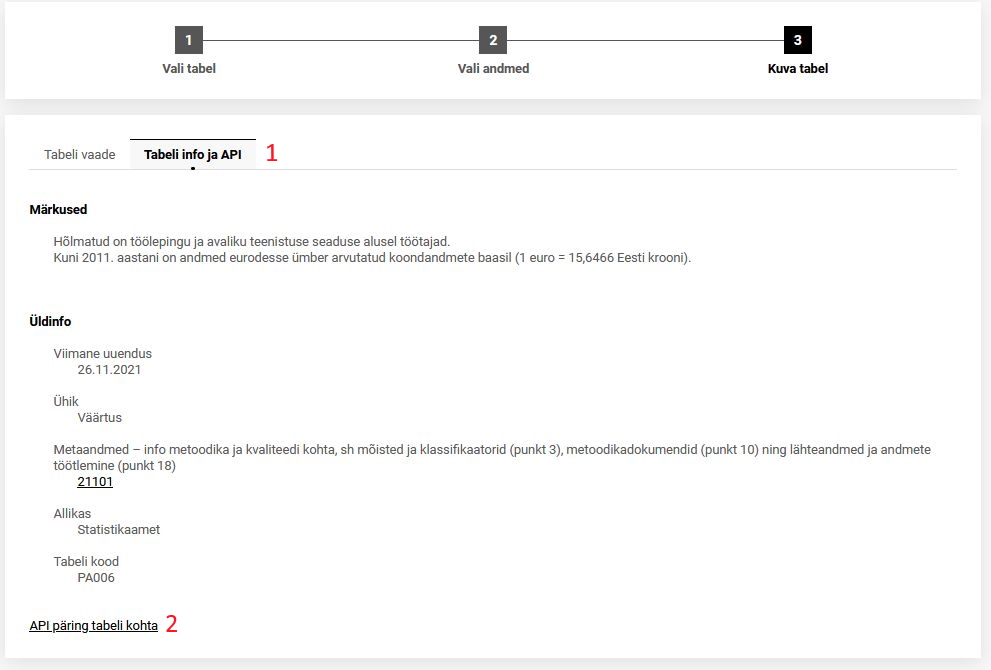 1
2
3
Vali tabel
Vali andmed
Kuva tabel
Tabeli vaade
Tabeli info ja API
1
Märkused
Hõlmatud on töölepingu ja avaliku teenistuse seaduse alusel töötajad.
Kuni 2011. aastani on andmed eurodesse ümber arvutatud koondandmete baasil (1 euro = 15,6466 Eesti krooni).
Üldinfo
Viimane uuendus
26.11.2021
Ühik
Väärtus
Metaandmed – info metoodika ja kvaliteedi kohta, sh mõisted ja klassifikaatorid (punkt 3), metoodikadokumendid (punkt 10) ning lähteandmed ja andmete
töötlemine (punkt 18)
21101
Allikas
Statistikaamet
Tabeli kood
PA006
API päring tabeli kohta 2